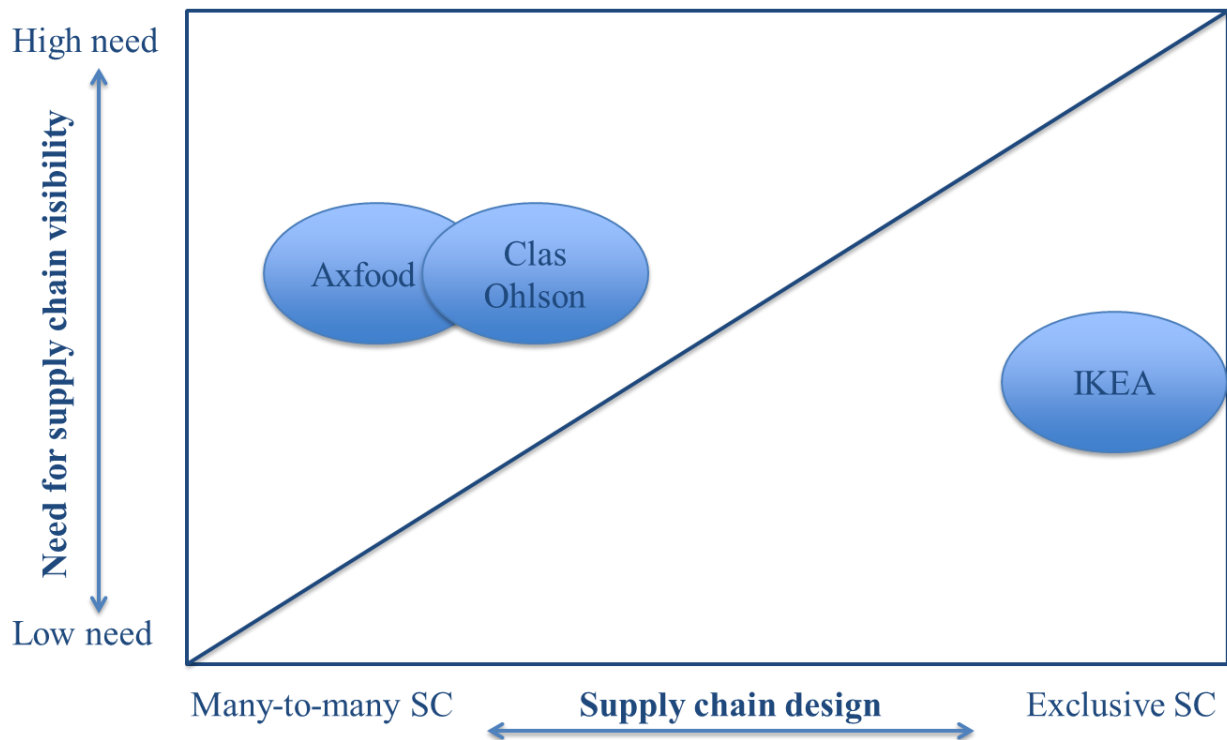 High need
Need for supply chain visibility
Low need
Axfood
Clas
Ohlson
IKEA
Many-to-many SC
Supply chain design
Exclusive SC